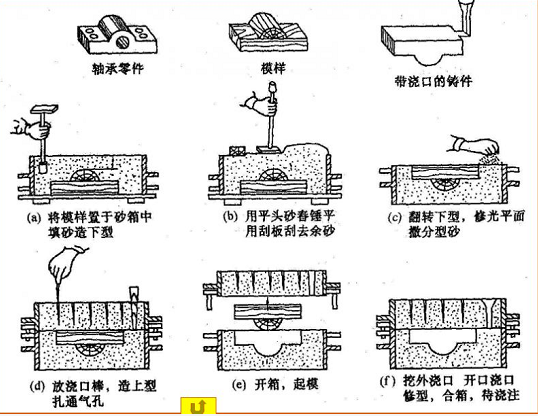 轴承零件
模样
带浇口的铸件
(a) 将模样置于砂箱中
填砂造下型
(b) 用平头砂舂锤平
用刮板刮去余砂
(c) 翻转下型，修光平面
撒分型砂
(d) 放浇口棒，造上型
扎通气孔
(e) 开箱，起模
(f) 挖外浇口 开口浇口
修型，合箱，待浇注